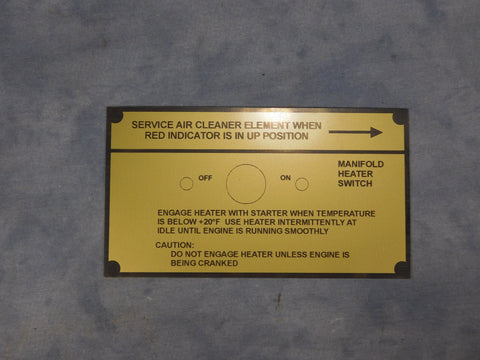 SERVICE AIR CLEANER ELEMENT WHEN
RED INDICATOR IS IN UP POSITION
MANIFOLD
HEATER
SWITCH
OFF
ON
ENGAGE HEATER WITH STARTER WHEN TEMPERATURE
IS BELOW +20°F USE HEATER INTERMITTENTLY AT
IDLE UNTIL ENGINE IS RUNNING SMOOTHLY
CAUTION:
DO NOT ENGAGE HEATER UNLESS ENGINE IS
BEING CRANKED